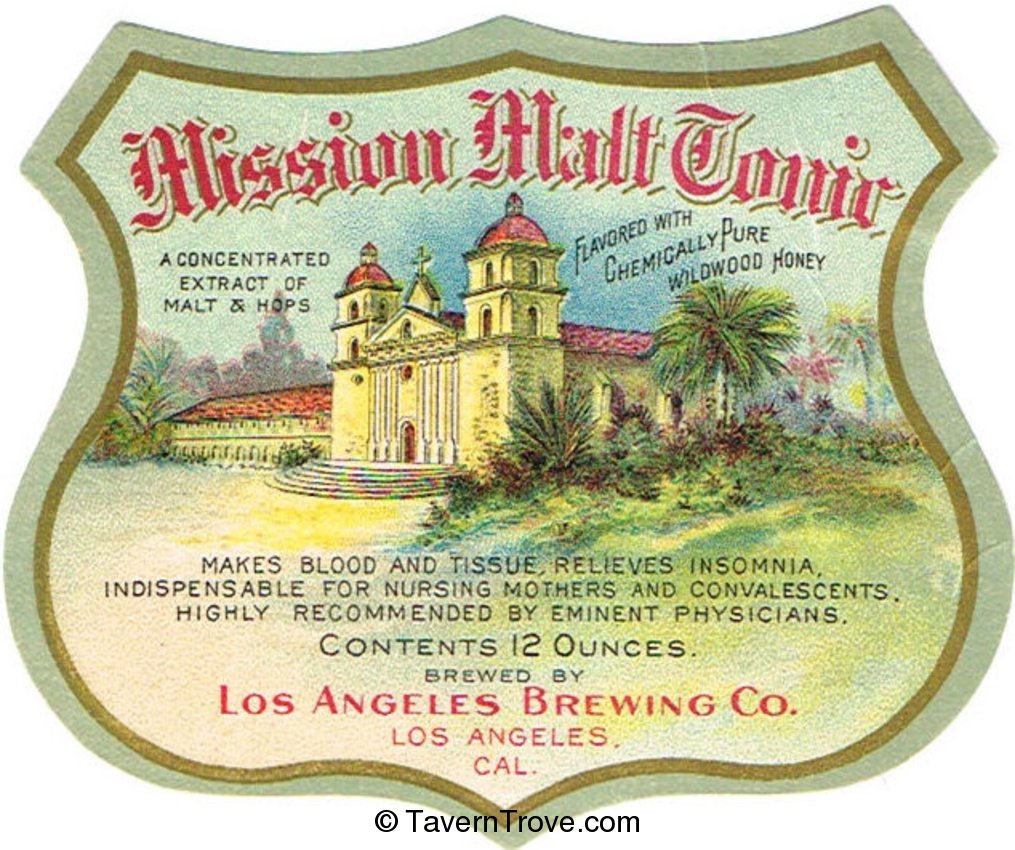 Mission Malt Tonic
A CONCENTRATED
EXTRACT OF
MALT & HOPS
FLAVORED WITH
CHEMICALLY PURE
WILDWOOD HONEY
MAKES BLOOD AND TISSUE, RELIEVES INSOMNIA,
INDISPENSABLE FOR NURSING MOTHERS AND CONVALESCENTS.
HIGHLY RECOMMENDED BY EMINENT PHYSICIANS.
CONTENTS 12 OUNCES.
BREWED BY
LOS ANGELES BREWING CO.
LOS ANGELES,
CAL.
© TavernTrove.com